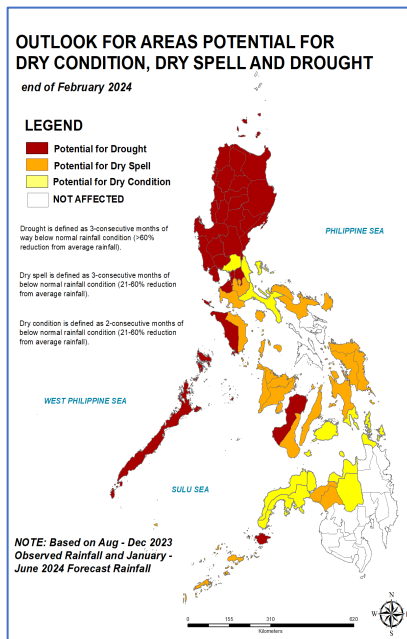 OUTLOOK FOR AREAS POTENTIAL FOR
DRY CONDITION, DRY SPELL AND DROUGHT
end of February 2024
LEGEND
Potential for Drought
Potential for Dry Spell
Potential for Dry Condition
NOT AFFECTED
Drought is defined as 3-consecutive months of
way below normal rainfall condition (>60%
reduction from average rainfall).
Dry spell is defined as 3-consecutive months of
below normal rainfall condition (21-60% reduction
from average rainfall).
Dry condition is defined as 2-consecutive months of
below normal rainfall condition (21-60% reduction
from average rainfall).
PHILIPPINE SEA
WEST PHILIPPINE SEA
SULU SEA
NOTE: Based on Aug - Dec 2023
Observed Rainfall and January -
June 2024 Forecast Rainfall
0 155 310 620
Kilometers
N
W E
S